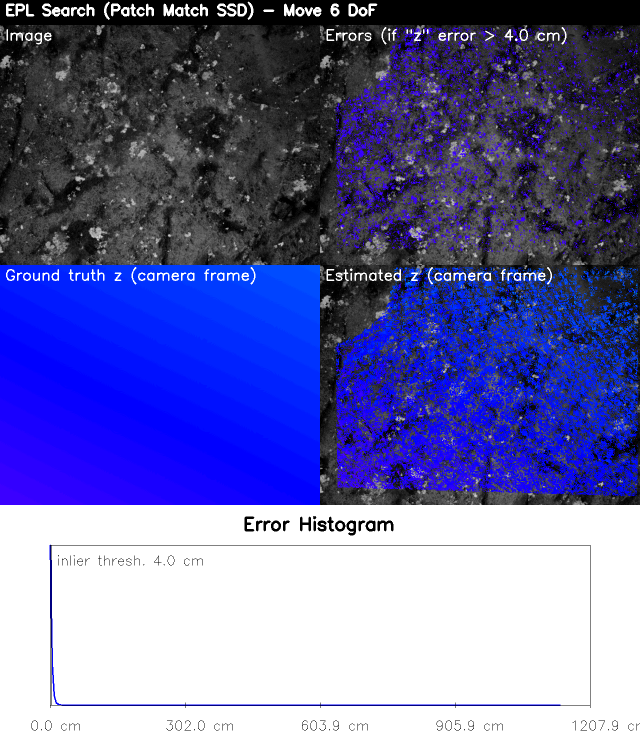 EPL Search (Patch Match SSD) - Move 6 DoF
Image
Errors (if "z" error > 4.0 cm)
Ground truth z (camera frame)
Estimated z (camera frame)
Error Histogram
inlier thresh. 4.0 cm
0.0 cm
302.0 cm
603.9 cm
905.9 cm
1207.9 c